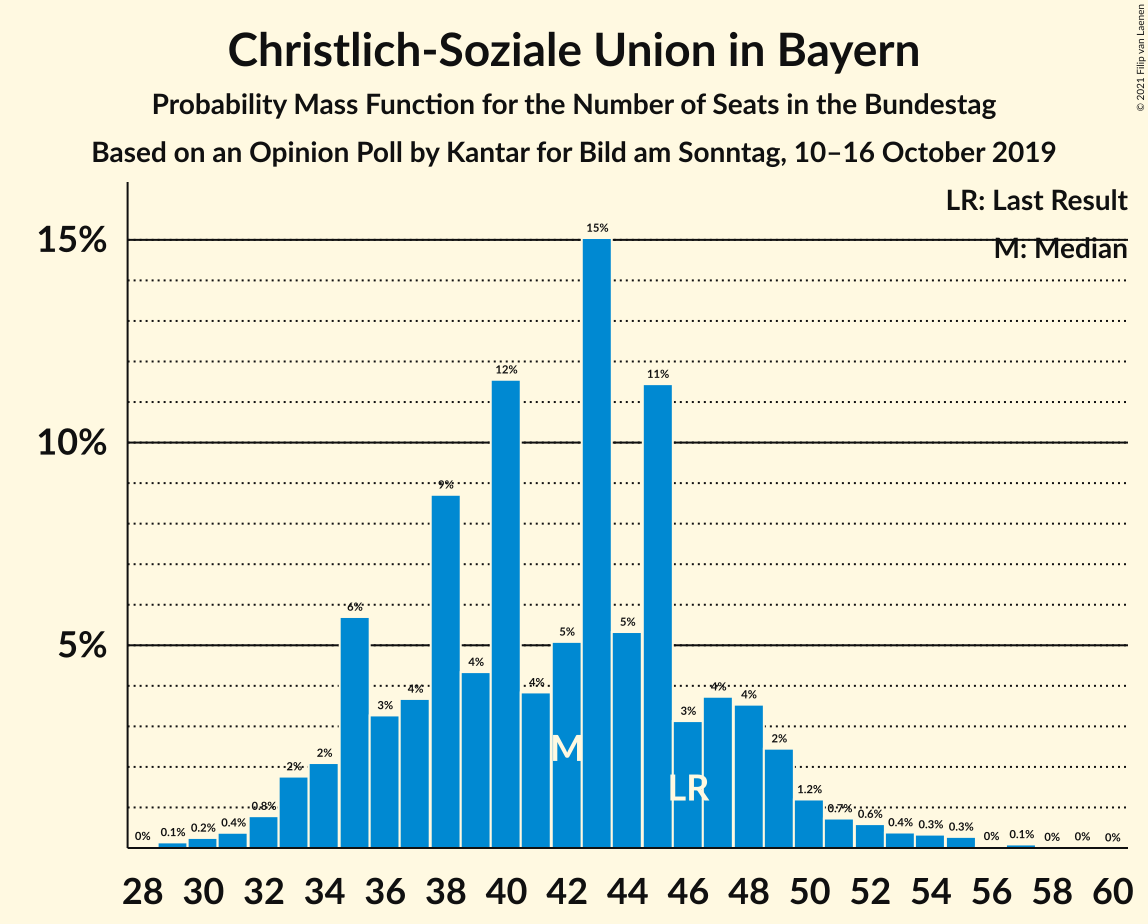 Christlich-Soziale Union in Bayern
Probability Mass Function for the Number of Seats in the Bundestag
Based on an Opinion Poll by Kantar for Bild am Sonntag, 10–16 October 2019
© 2021 Filip van Laenen
LR: Last Result
M: Median
15%
10%
5%
0% 0.1% 0.2% 0.4% 0.8% 2% 2% 6% 3% 4% 9% 4% 12% 4% 5% 15% 5% 11% 3% 4% 4% 2% 1.2% 0.7% 0.6% 0.4% 0.3% 0.3% 0% 0.1% 0% 0% 0%
M
LR
28 30 32 34 36 38 40 42 44 46 48 50 52 54 56 58 60